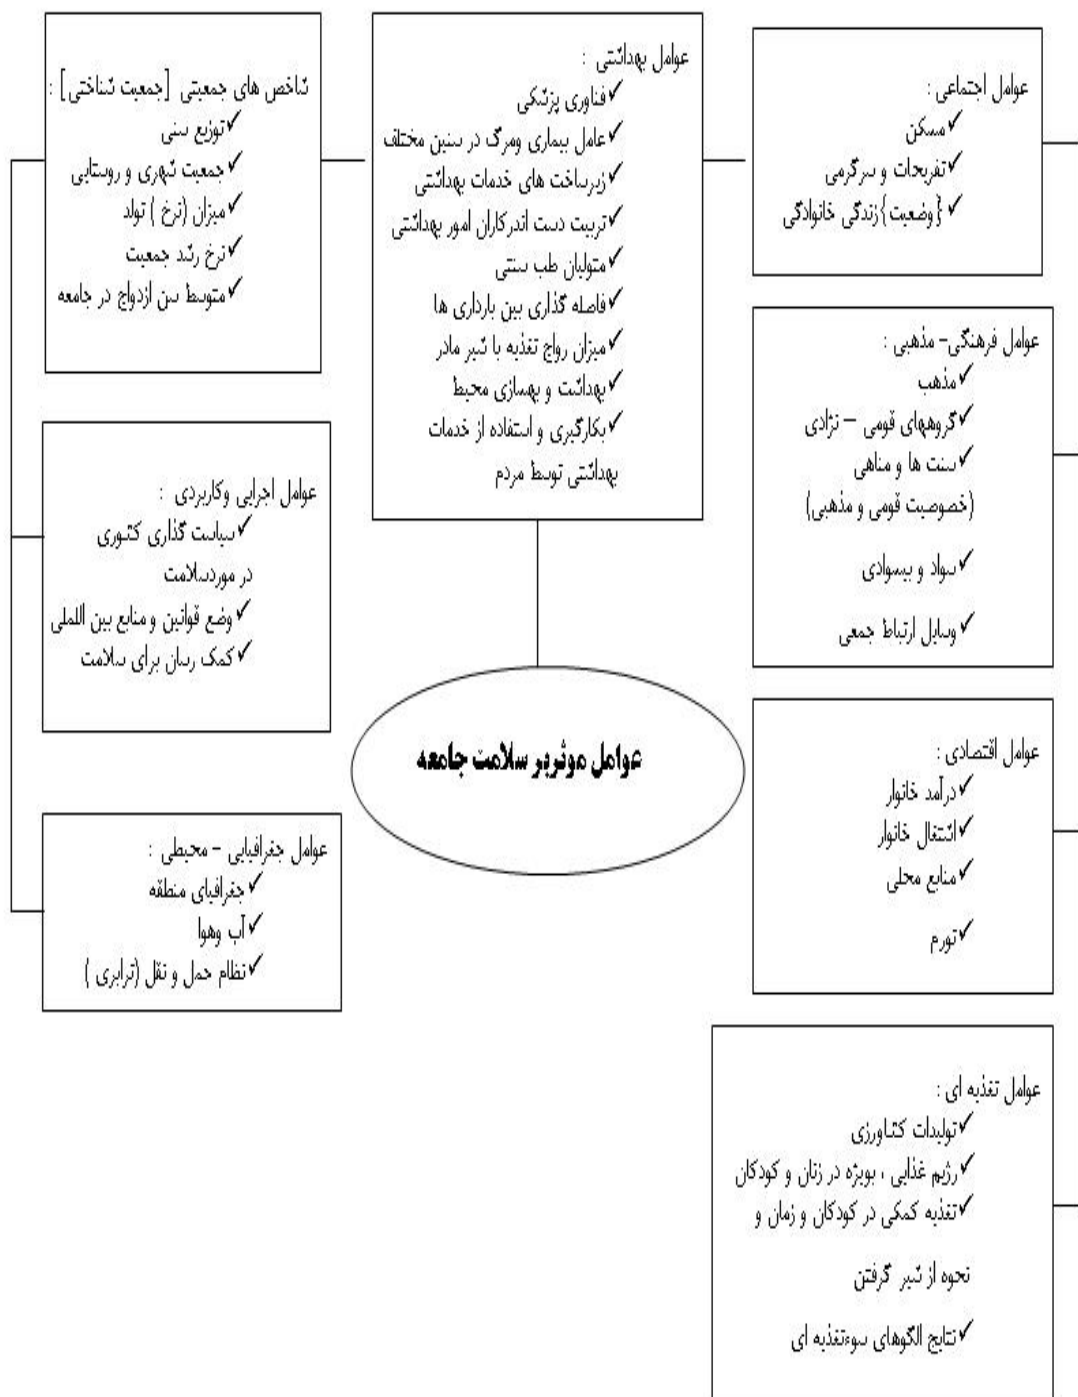 عوامل اجتماعی :
✓مسکن
✓تفریحات و سرگرمی
✓{وضعیت}زندگی خانوادگی
عوامل بهداشتی :
✓فناوری پزشکی
✓عامل بیماری ومرگ در سنین مختلف
✓زیرساخت های خدمات بهداشتی
✓تربیت دست اندرکاران امور بهداشتی
✓متولیان طب سنتی
✓فاصله گذاری بین بارداری ها
✓میزان رواج تغذیه با شیر مادر
✓بهداشت و بهسازی محیط
✓بکارگیری و استفاده از خدمات
بهداشتی توسط مردم
شاخص های جمعیتی [جمعیت شناختی] :
✓توزیع سنی
✓جمعیت شهری و روستایی
✓میزان (نرخ ) تولد
✓نرخ رشد جمعیت
✓متوسط سن ازدواج در جامعه
عوامل فرهنگی- مذهبی :
✓مذهب
✓گروههای قومی – نژادی
✓سنت ها و مناهی
(خصوصیت قومی و مذهبی)
✓سواد و بیسوادی
✓وسایل ارتباط جمعی
عوامل اجرایی وکاربردی :
✓سیاست گذاری کشوری
در موردسلامت
✓وضع قوانین و منابع بین المللی
✓کمک رسان برای سلامت
عوامل موثربر سلامت جامعه
عوامل اقتصادی :
✓درآمد خانوار
✓اشتغال خانوار
✓منابع محلی
✓تورم
عوامل جغرافیایی - محیطی :
✓جغرافیای منطقه
✓آب وهوا
✓نظام حمل و نقل (ترابری )
عوامل تغذیه ای :
✓تولیدات کشاورزی
✓رژیم غذایی ، بویژه در زنان و کودکان
✓تغذیه کمکی در کودکان و زمان و
نحوه از شیر گرفتن
✓نتایج الگوهای سوءتغذیه ای